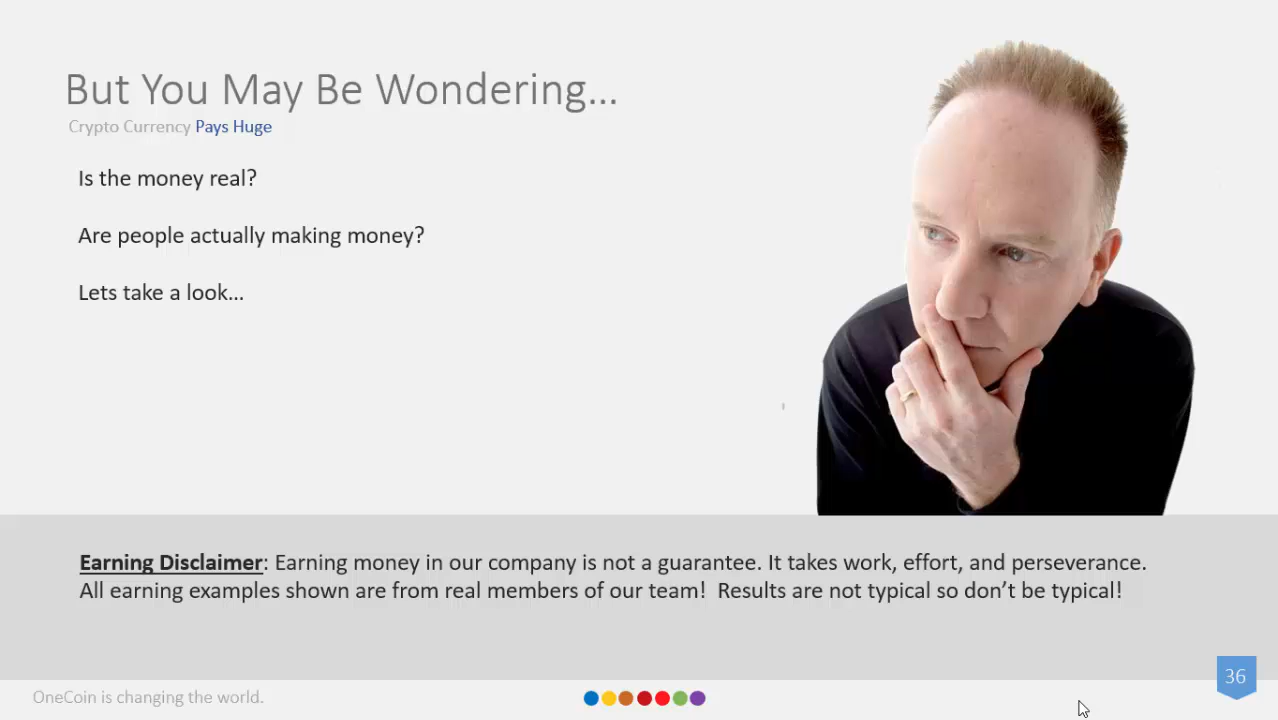 But You May Be Wondering...
Crypto Currency Pays Huge
Is the money real?
Are people actually making money?
Lets take a look...
Earning Disclaimer: Earning money in our company is not a guarantee. It takes work, effort, and perseverance.
All earning examples shown are from real members of our team!  Results are not typical so don't be typical!
36
OneCoin is changing the world.